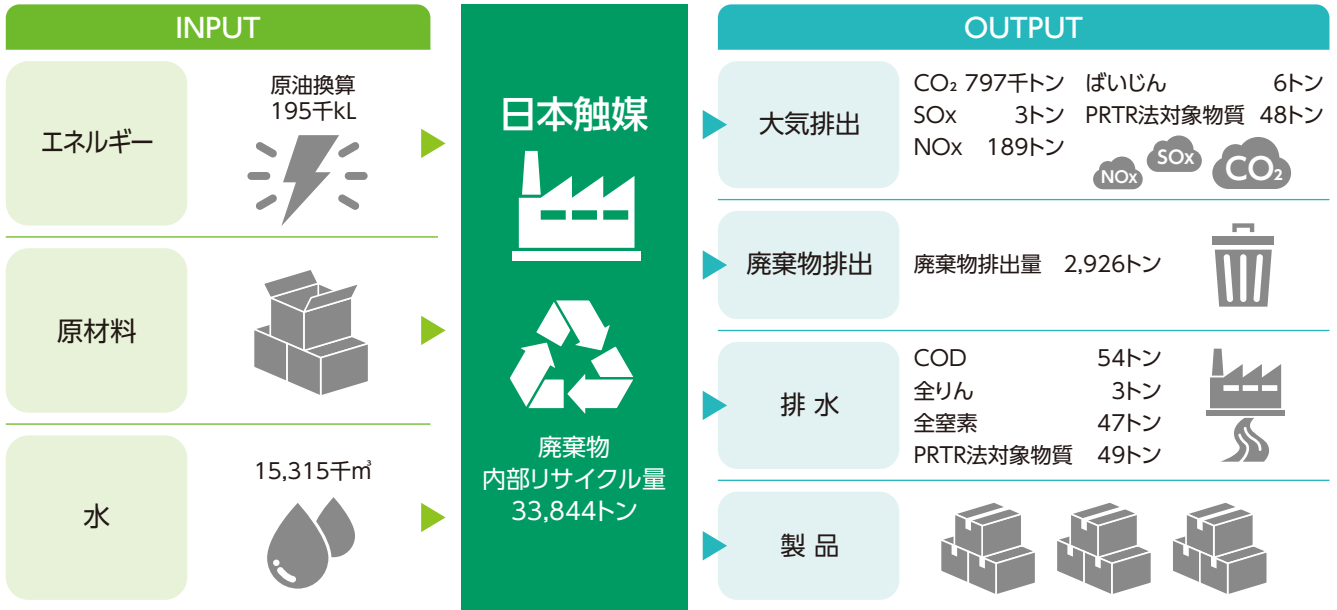 INPUT
エネルギー
原油換算
195千kL
原材料
水
15,315千㎥
日本触媒
廃棄物
内部リサイクル量
33,844トン
OUTPUT
大気排出
CO₂ 797千トン ばいじん 6トン
SOx 3トン PRTR法対象物質 48トン
NOx 189トン
NOx SOx CO₂
廃棄物排出
廃棄物排出量 2,926トン
排 水
COD 54トン
全りん 3トン
全窒素 47トン
PRTR法対象物質 49トン
製 品